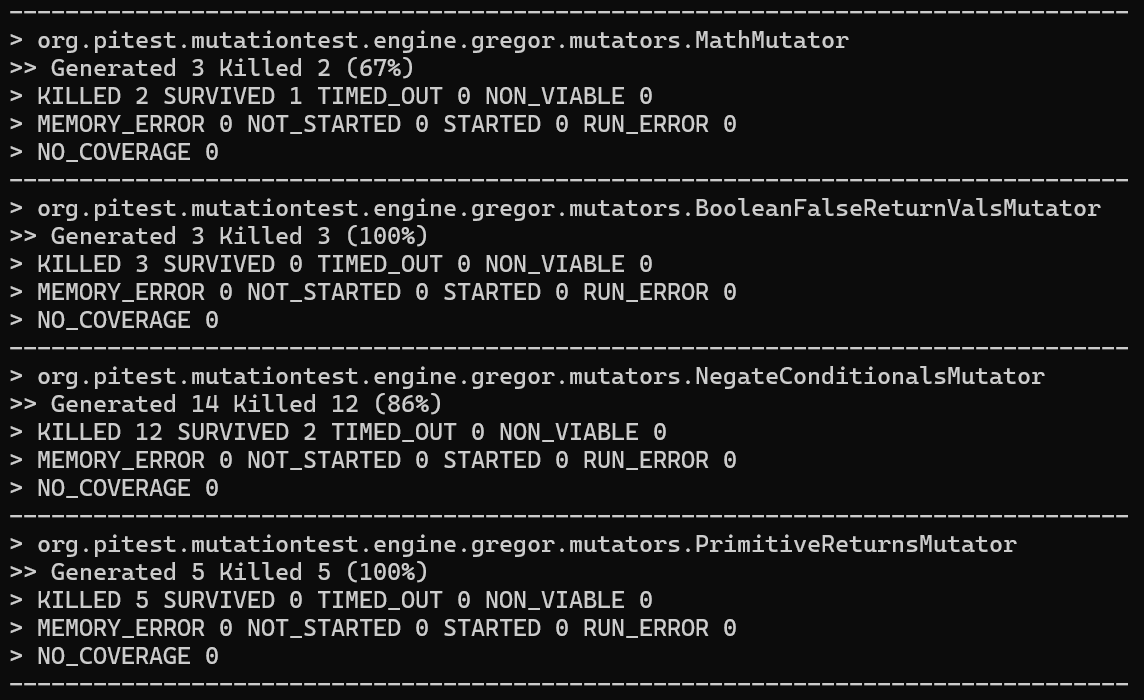 --------------------------------------------------------------------------------
> org.pitest.mutationtest.engine.gregor.mutators.MathMutator
>> Generated 3 Killed 2 (67%)
> KILLED 2 SURVIVED 1 TIMED_OUT 0 NON_VIABLE 0
> MEMORY_ERROR 0 NOT_STARTED 0 STARTED 0 RUN_ERROR 0
> NO_COVERAGE 0
--------------------------------------------------------------------------------
> org.pitest.mutationtest.engine.gregor.mutators.BooleanFalseReturnValsMutator
>> Generated 3 Killed 3 (100%)
> KILLED 3 SURVIVED 0 TIMED_OUT 0 NON_VIABLE 0
> MEMORY_ERROR 0 NOT_STARTED 0 STARTED 0 RUN_ERROR 0
> NO_COVERAGE 0
--------------------------------------------------------------------------------
> org.pitest.mutationtest.engine.gregor.mutators.NegateConditionalsMutator
>> Generated 14 Killed 12 (86%)
> KILLED 12 SURVIVED 2 TIMED_OUT 0 NON_VIABLE 0
> MEMORY_ERROR 0 NOT_STARTED 0 STARTED 0 RUN_ERROR 0
> NO_COVERAGE 0
--------------------------------------------------------------------------------
> org.pitest.mutationtest.engine.gregor.mutators.PrimitiveReturnsMutator
>> Generated 5 Killed 5 (100%)
> KILLED 5 SURVIVED 0 TIMED_OUT 0 NON_VIABLE 0
> MEMORY_ERROR 0 NOT_STARTED 0 STARTED 0 RUN_ERROR 0
> NO_COVERAGE 0
--------------------------------------------------------------------------------